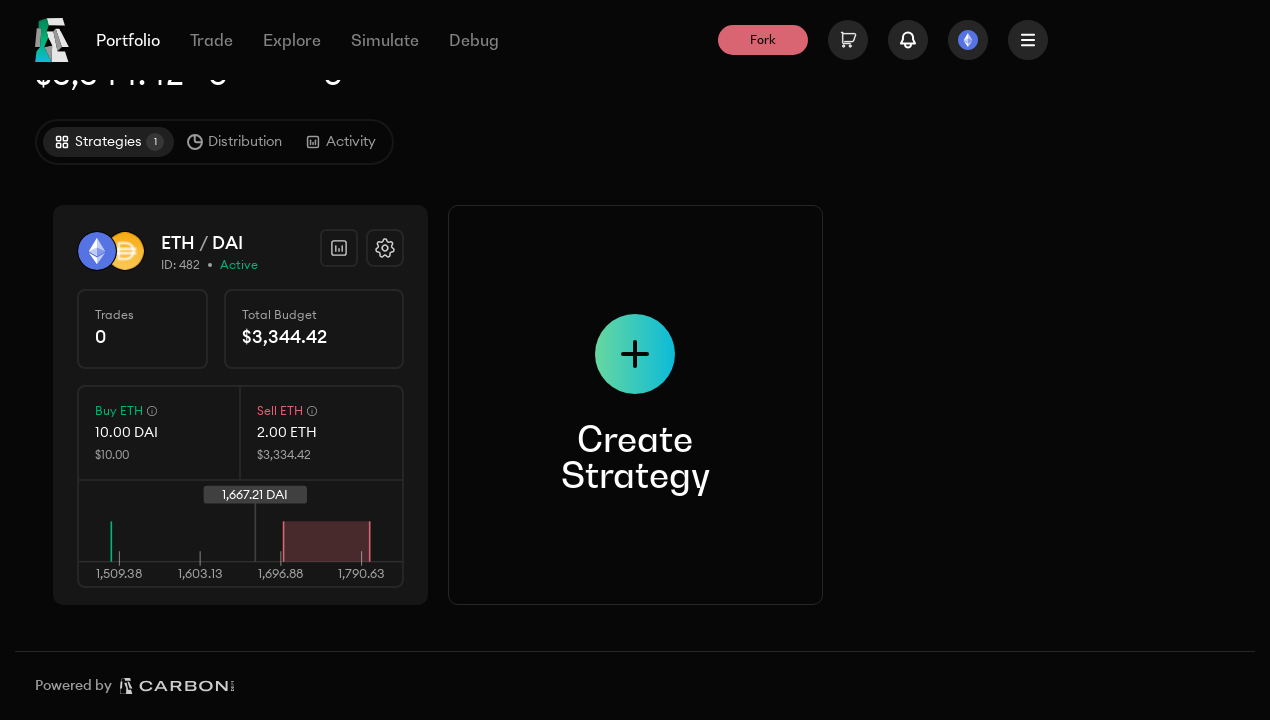 Portfolio Trade Explore Simulate Debug Fork
Strategies 1 Distribution Activity
ETH / DAI
ID: 482 • Active
Trades
0
Total Budget
$3,344.42
Buy ETH
10.00 DAI
$10.00
Sell ETH
2.00 ETH
$3,334.42
1,667.21 DAI
1,509.38 1,603.13 1,696.88 1,790.63
Create
Strategy
Powered by CARBON DEFI